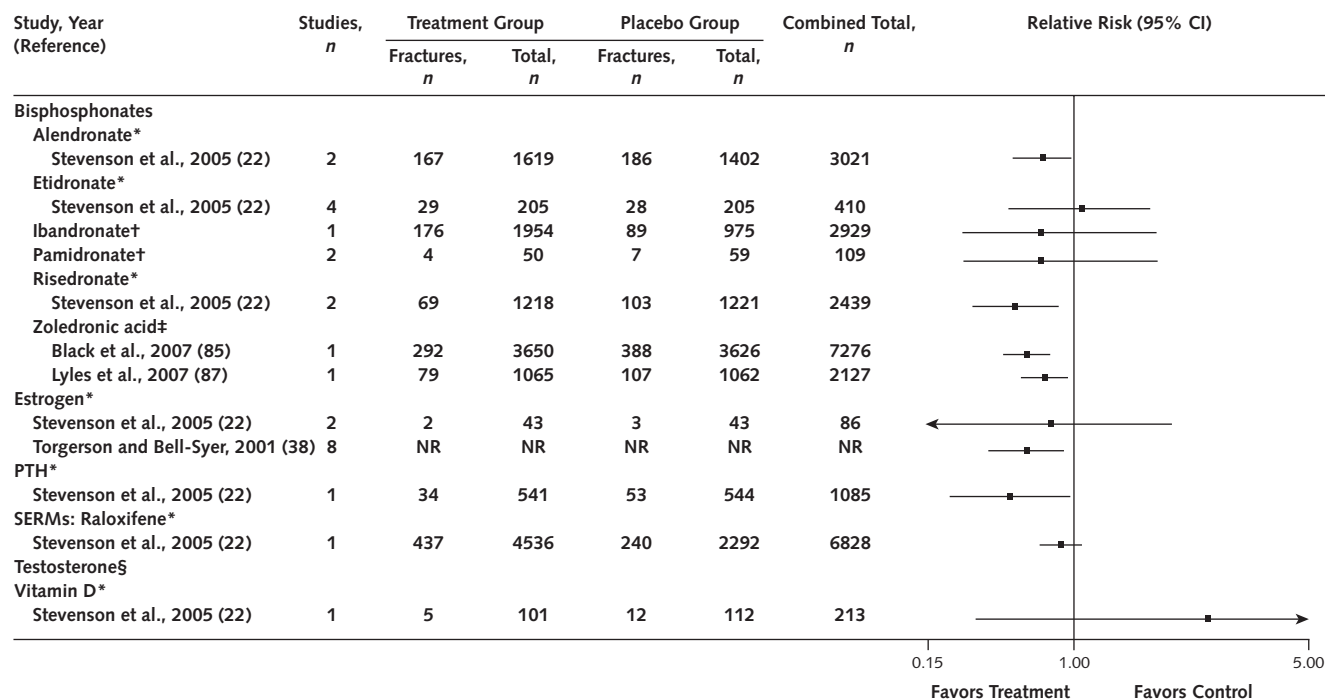 Study, Year (Reference) Studies, n Treatment Group Placebo Group Combined Total, n Relative Risk (95% CI)
Fractures, n Total, n Fractures, n Total, n
Bisphosphonates
Alendronate*
Stevenson et al., 2005 (22) 2 167 1619 186 1402 3021
Etidronate*
Stevenson et al., 2005 (22) 4 29 205 28 205 410
Ibandronate† 1 176 1954 89 975 2929
Pamidronate† 2 4 50 7 59 109
Risedronate*
Stevenson et al., 2005 (22) 2 69 1218 103 1221 2439
Zoledronic acid‡
Black et al., 2007 (85) 1 292 3650 388 3626 7276
Lyles et al., 2007 (87) 1 79 1065 107 1062 2127
Estrogen*
Stevenson et al., 2005 (22) 2 2 43 3 43 86
Torgerson and Bell-Syer, 2001 (38) 8 NR NR NR NR NR
PTH*
Stevenson et al., 2005 (22) 1 34 541 53 544 1085
SERMs: Raloxifene*
Stevenson et al., 2005 (22) 1 437 4536 240 2292 6828
Testosterone§
Vitamin D*
Stevenson et al., 2005 (22) 1 5 101 12 112 213
0.15 1.00 5.00
Favors Treatment Favors Control